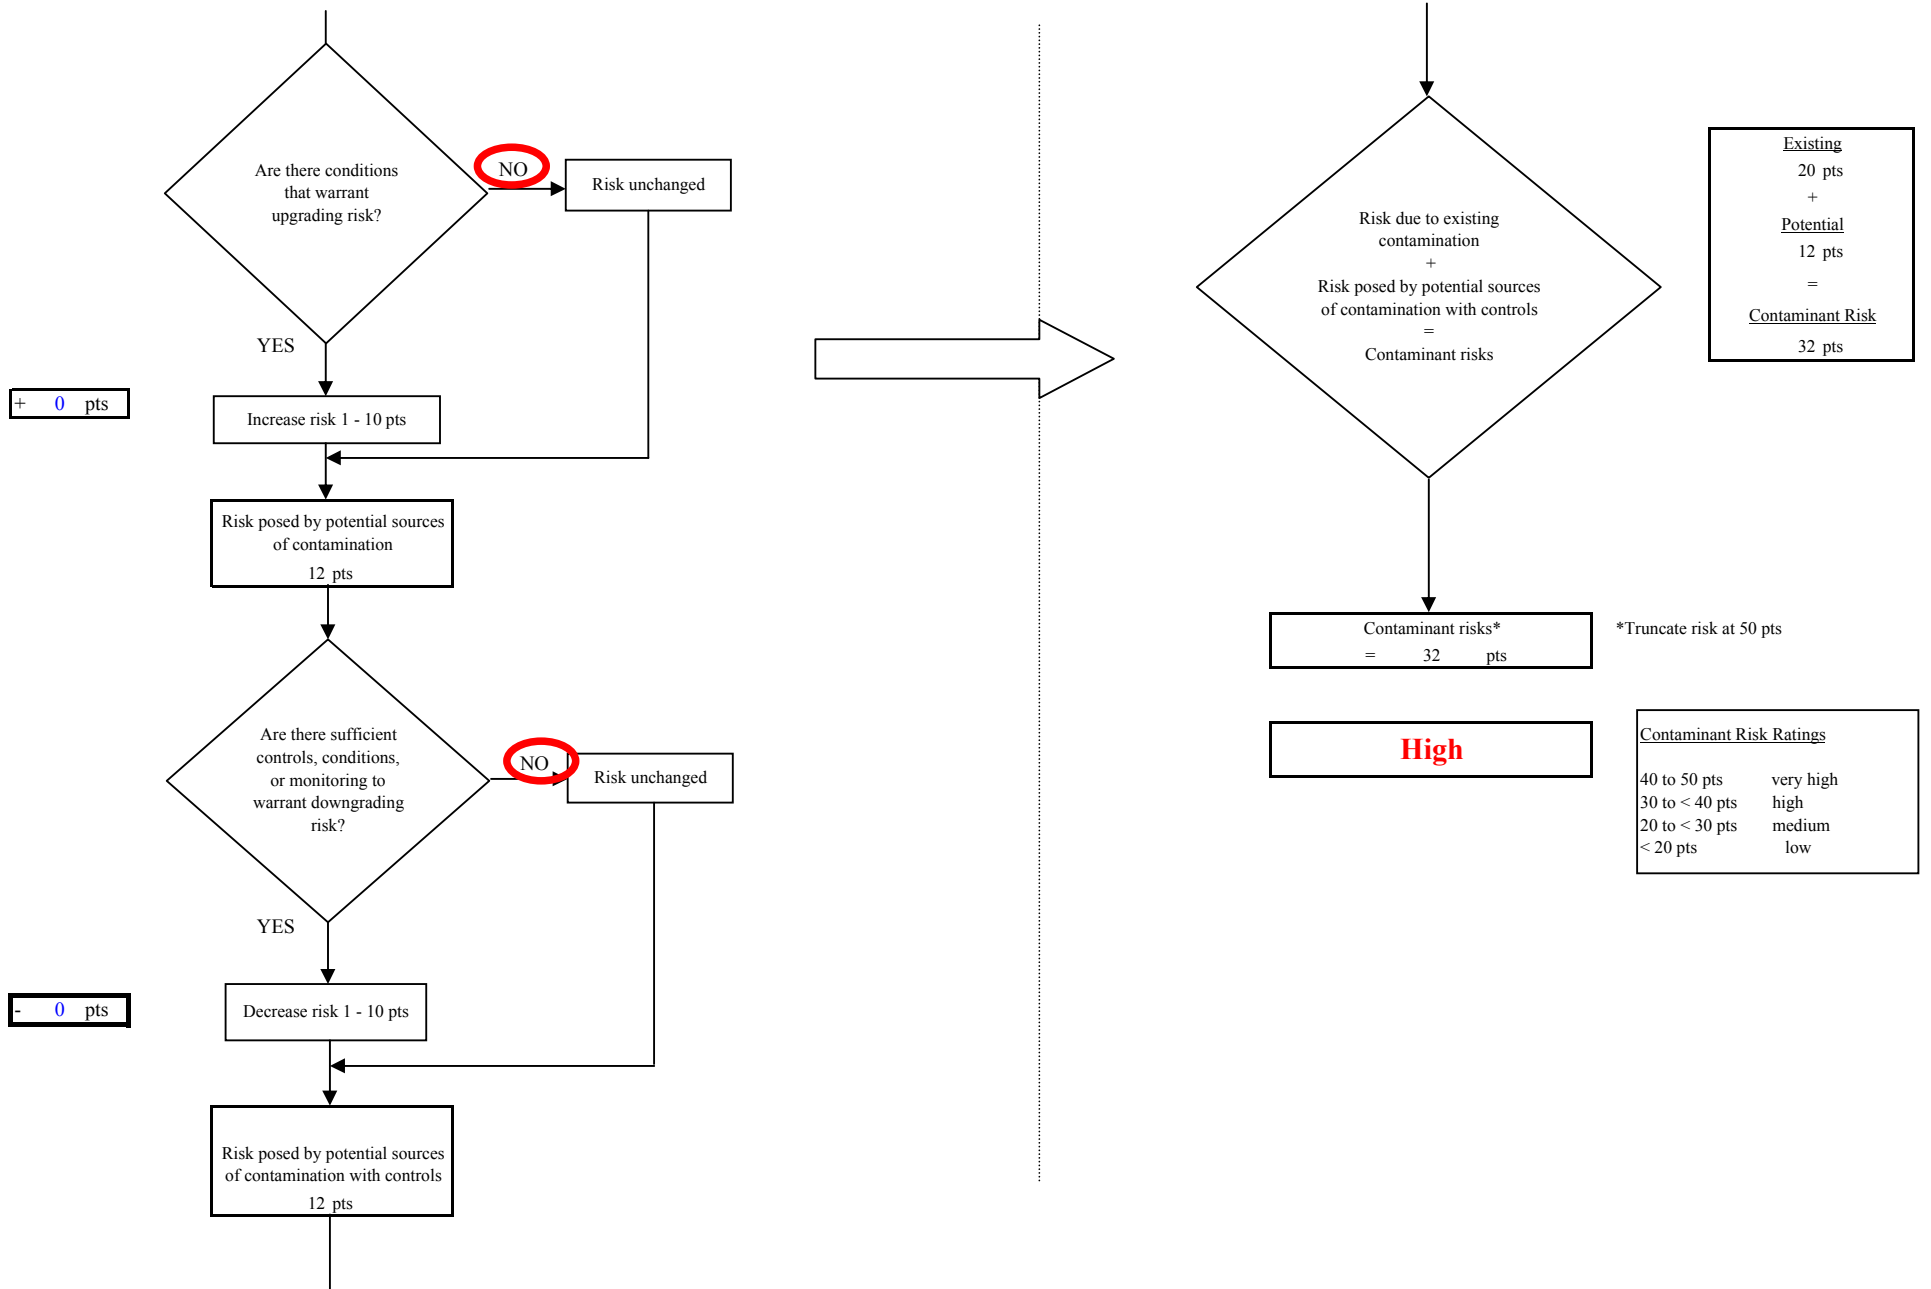 Are there conditions
that warrant
upgrading risk?
NO
Risk unchanged
YES
+ 0 pts
Increase risk 1 - 10 pts
Risk posed by potential sources
of contamination
12 pts
Are there sufficient
controls, conditions,
or monitoring to
warrant downgrading
risk?
NO
Risk unchanged
YES
- 0 pts
Decrease risk 1 - 10 pts
Risk posed by potential sources
of contamination with controls
12 pts
Risk due to existing
contamination
+
Risk posed by potential sources
of contamination with controls
=
Contaminant risks
Existing
20 pts
+
Potential
12 pts
=
Contaminant Risk
32 pts
Contaminant risks*
= 32 pts
*Truncate risk at 50 pts
High
Contaminant Risk Ratings
40 to 50 pts very high
30 to < 40 pts high
20 to < 30 pts medium
< 20 pts low